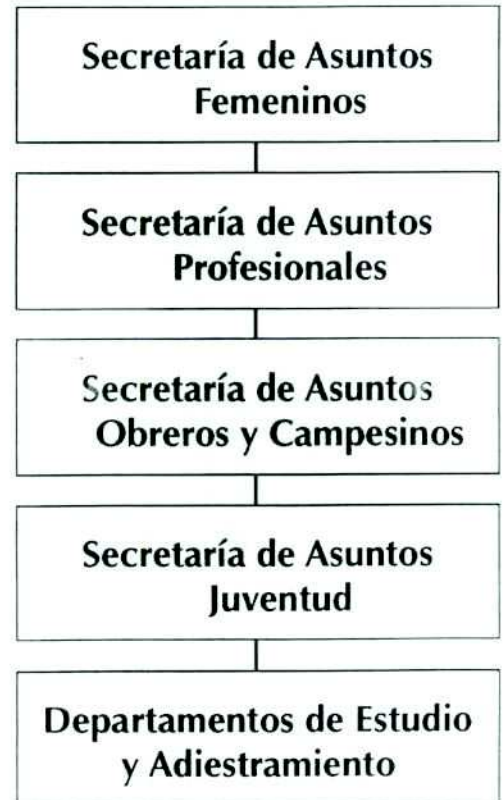 Secretaría de Asuntos
Femeninos
Secretaría de Asuntos
Profesionales
Secretaría de Asuntos
Obreros y Campesinos
Secretaría de Asuntos
Juventud
Departamentos de Estudio
y Adiestramiento